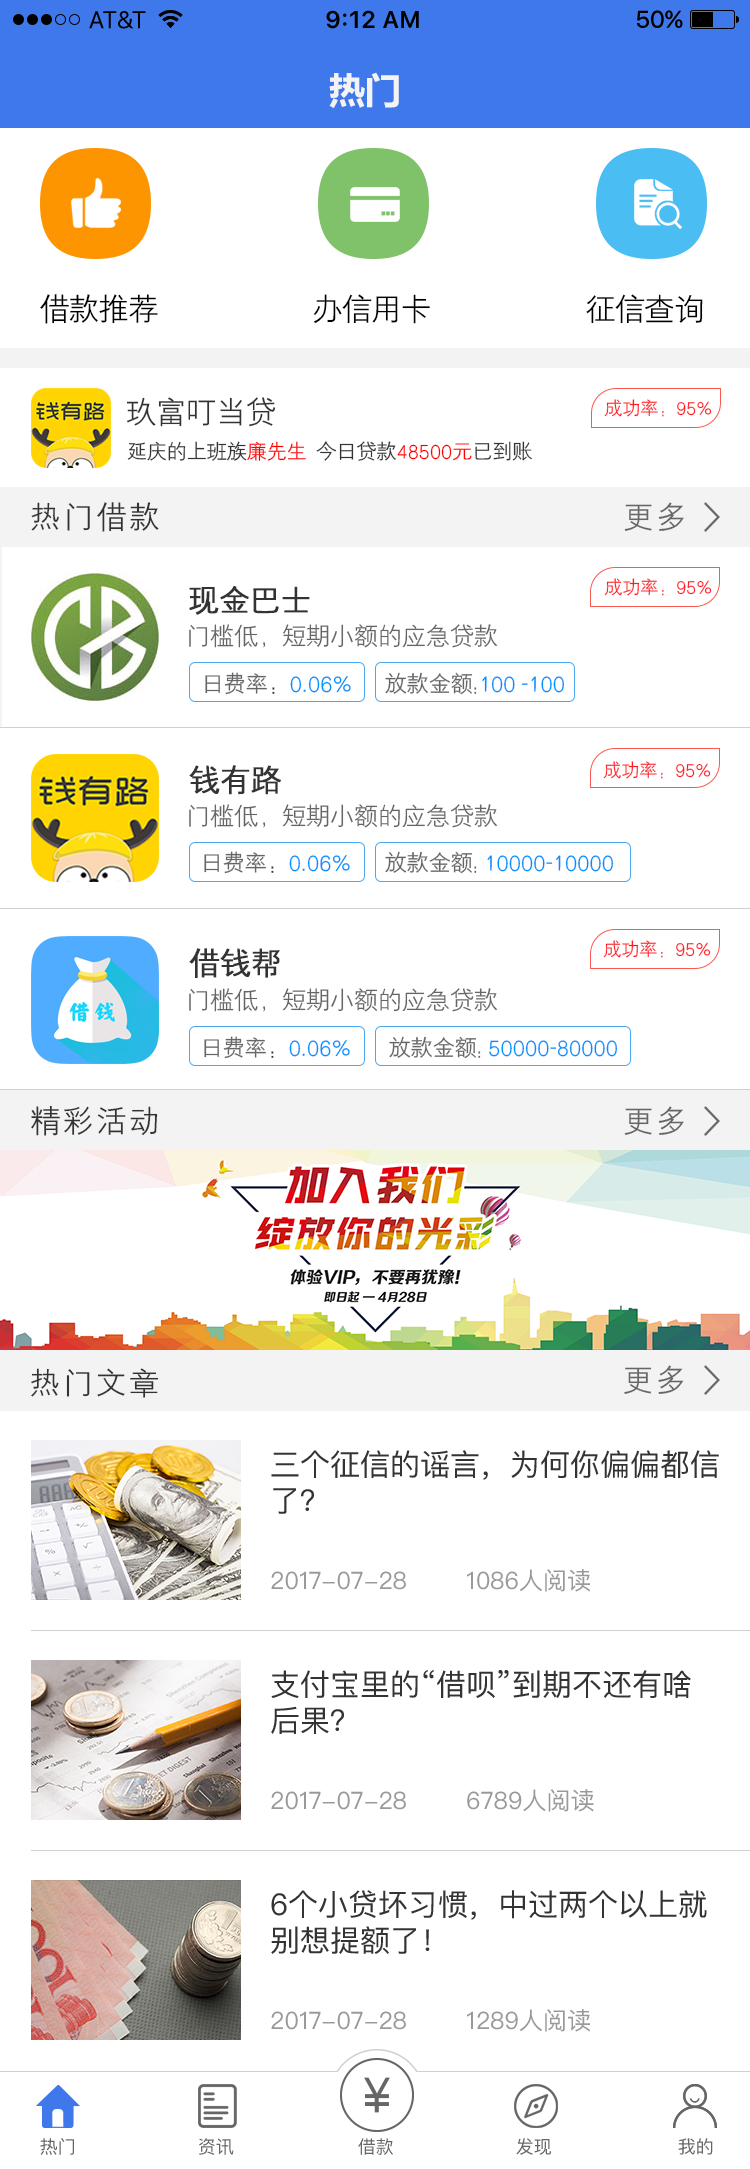 AT&T 9:12 AM 50%
热门
借款推荐 办信用卡 征信查询
钱有路
玖富叮当贷
成功率：95%
延庆的上班族廉先生 今日贷款48500元已到账
热门借款 更多
现金巴士
成功率：95%
门槛低，短期小额的应急贷款
日费率：0.06% 放款金额:100 -100
钱有路
钱有路
成功率：95%
门槛低，短期小额的应急贷款
日费率：0.06% 放款金额: 10000-10000
借钱
借钱帮
成功率：95%
门槛低，短期小额的应急贷款
日费率：0.06% 放款金额: 50000-80000
精彩活动 更多
加入我们
绽放你的光彩
体验VIP，不要再犹豫!
即日起 — 4月28日
热门文章 更多
三个征信的谣言，为何你偏偏都信
了?
2017-07-28 1086人阅读
支付宝里的“借呗”到期不还有啥
后果?
2017-07-28 6789人阅读
6个小贷坏习惯，中过两个以上就
别想提额了!
2017-07-28 1289人阅读
¥
热门 资讯 借款 发现 我的